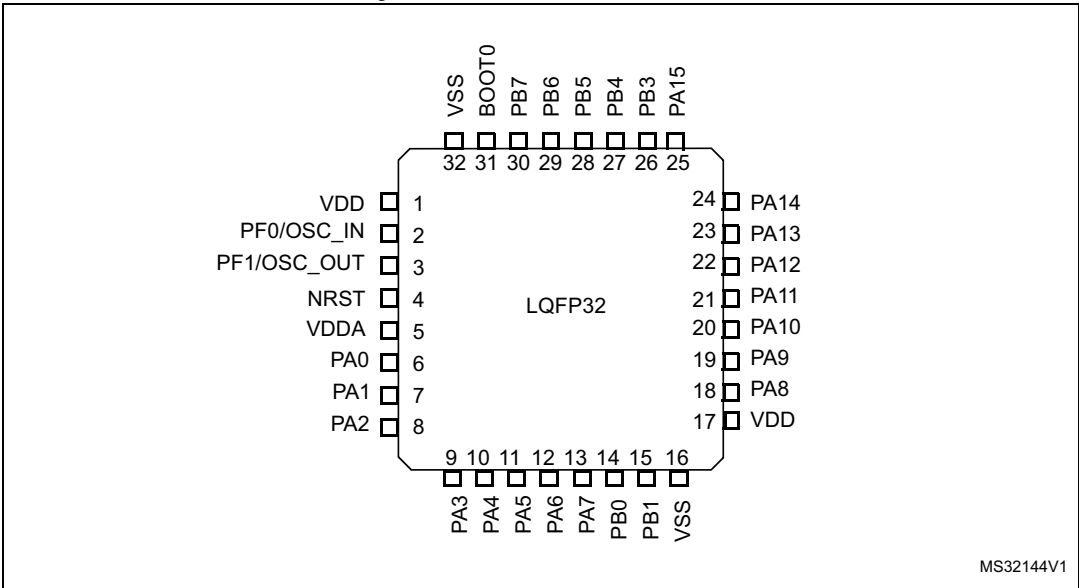 VSS
BOOT0
PB7
PB6
PB5
PB4
PB3
PA15
32 31 30 29 28 27 26 25
VDD 1
PF0/OSC_IN 2
PF1/OSC_OUT 3
NRST 4
VDDA 5
PA0 6
PA1 7
PA2 8
LQFP32
24 PA14
23 PA13
22 PA12
21 PA11
20 PA10
19 PA9
18 PA8
17 VDD
9 10 11 12 13 14 15 16
PA3
PA4
PA5
PA6
PA7
PB0
PB1
VSS
MS32144V1